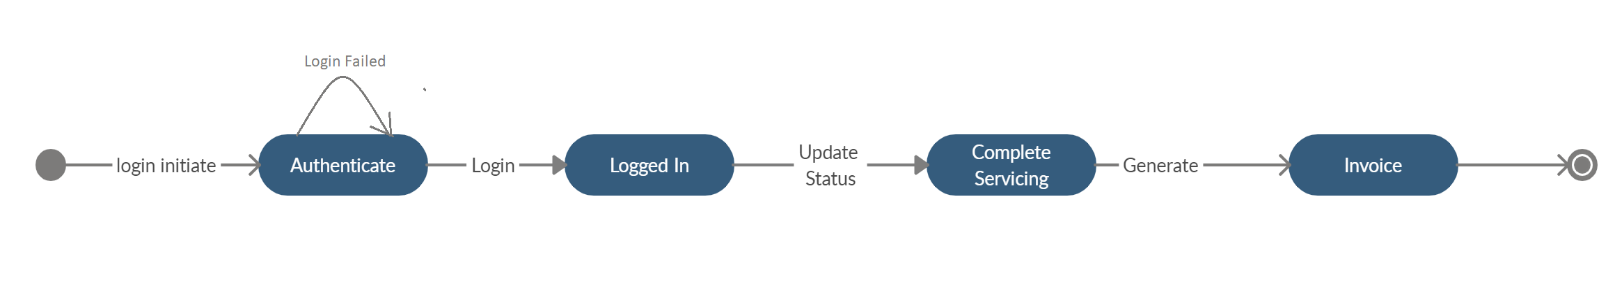 Login Failed
login initiate
Authenticate
Login
Logged In
Update
Status
Complete
Servicing
Generate
Invoice